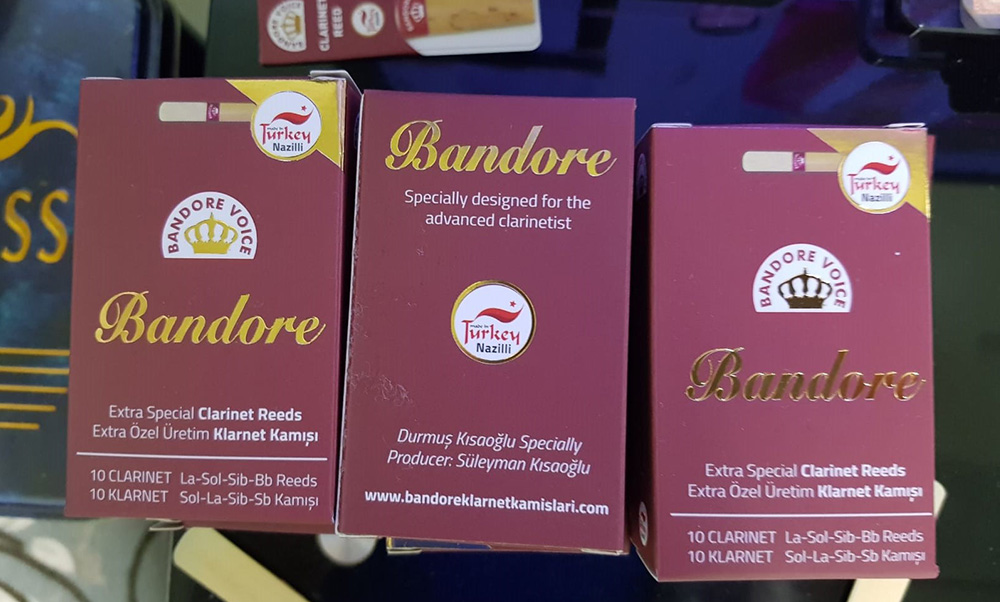 CLARINET
REED
SS
made in
Turkey
Nazilli
BANDORE VOICE
Bandore
Extra Special Clarinet Reeds
Extra Özel Üretim Klarnet Kamışı
10 CLARINET La-Sol-Sib-Bb Reeds
10 KLARNET Sol-La-Sib-Sb Kamışı
Bandore
Specially designed for the
advanced clarinetist
made in
Turkey
Nazilli
Durmuş Kısaoğlu Specially
Producer: Süleyman Kısaoğlu
www.bandoreklarnetkamislari.com
made in
Turkey
Nazilli
BANDORE VOICE
Bandore
Extra Special Clarinet Reeds
Extra Özel Üretim Klarnet Kamışı
10 CLARINET La-Sol-Sib-Bb Reeds
10 KLARNET Sol-La-Sib-Sb Kamışı